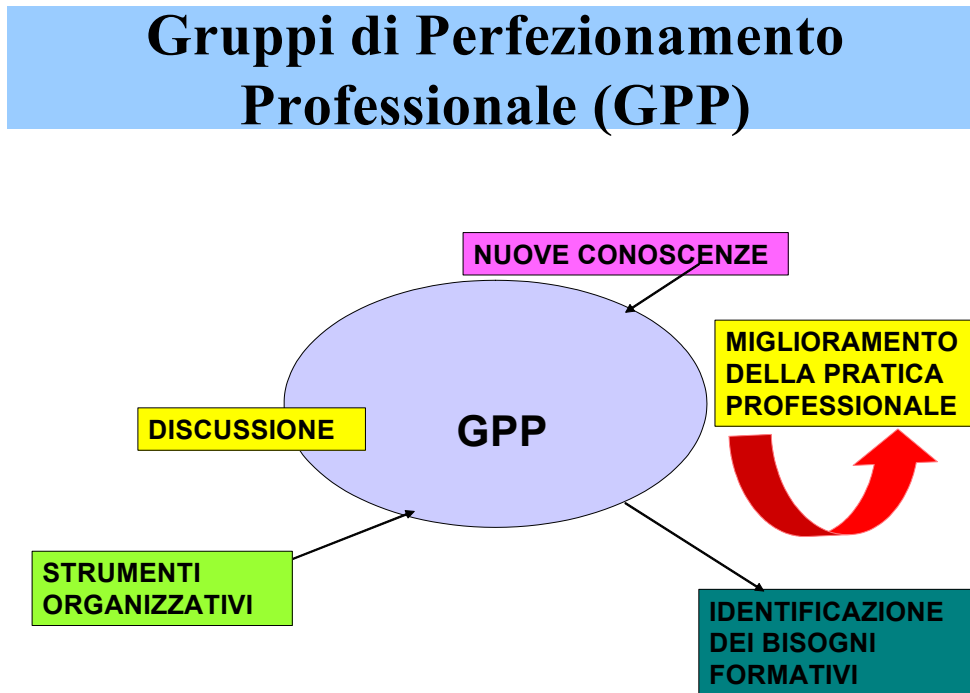 Gruppi di Perfezionamento
Professionale (GPP)
NUOVE CONOSCENZE
MIGLIORAMENTO
DELLA PRATICA
PROFESSIONALE
DISCUSSIONE
GPP
STRUMENTI
ORGANIZZATIVI
IDENTIFICAZIONE
DEI BISOGNI
FORMATIVI